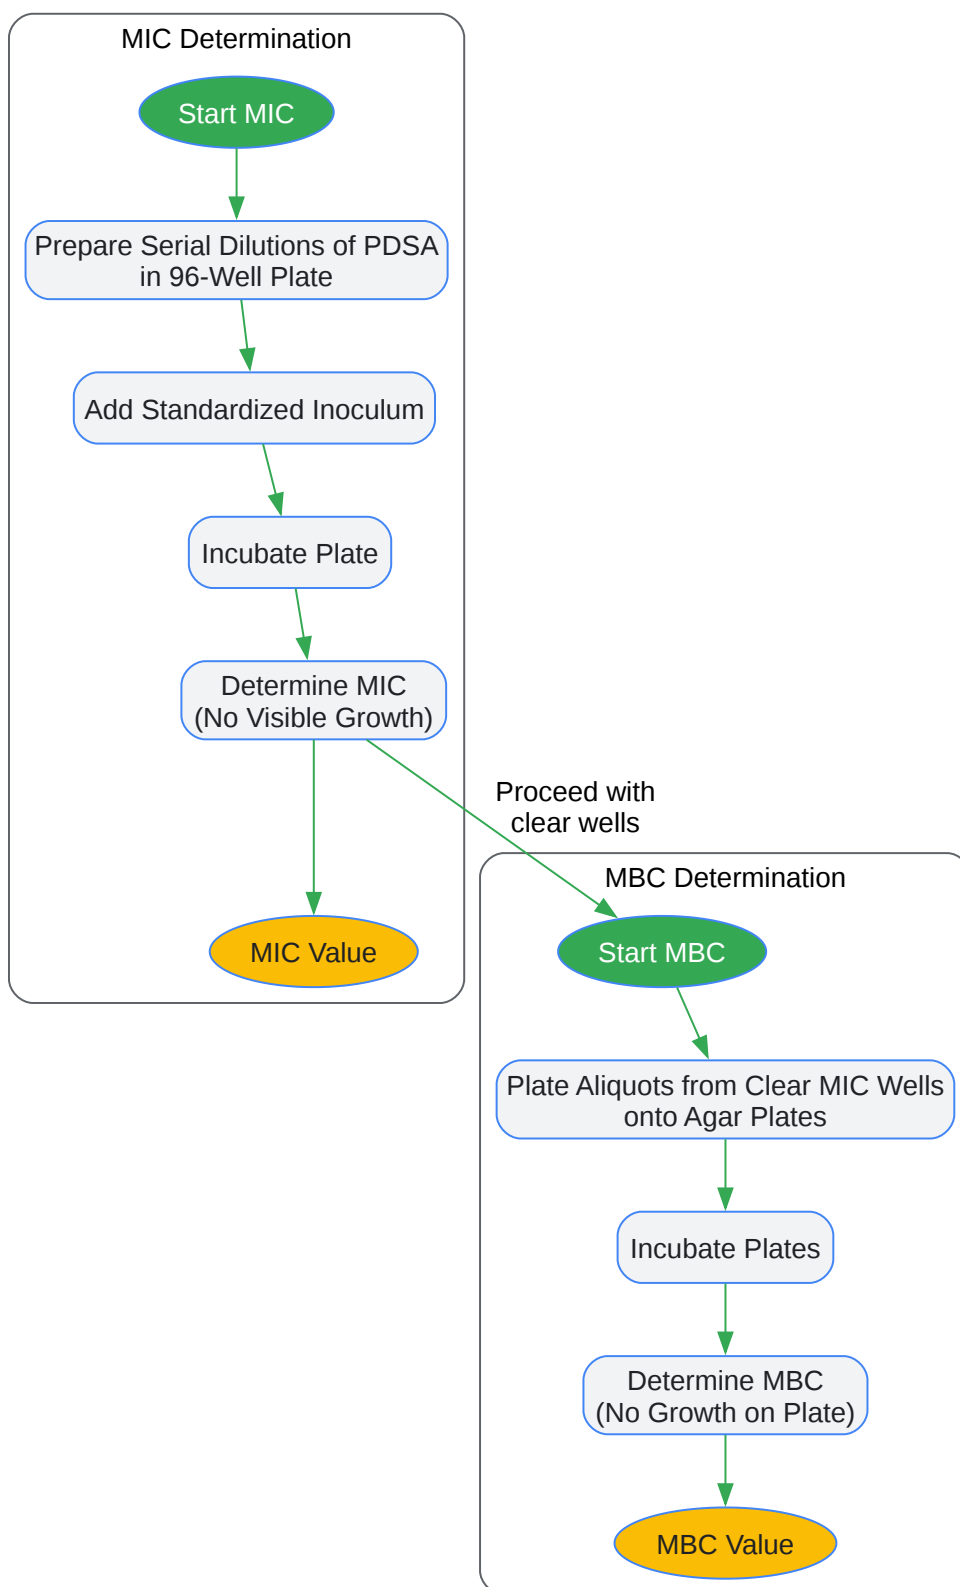 MIC Determination
Start MIC
Prepare Serial Dilutions of PDSA
in 96-Well Plate
Add Standardized Inoculum
Incubate Plate
Determine MIC
(No Visible Growth)
Proceed with
clear wells
MIC Value
MBC Determination
Start MBC
Plate Aliquots from Clear MIC Wells
onto Agar Plates
Incubate Plates
Determine MBC
(No Growth on Plate)
MBC Value